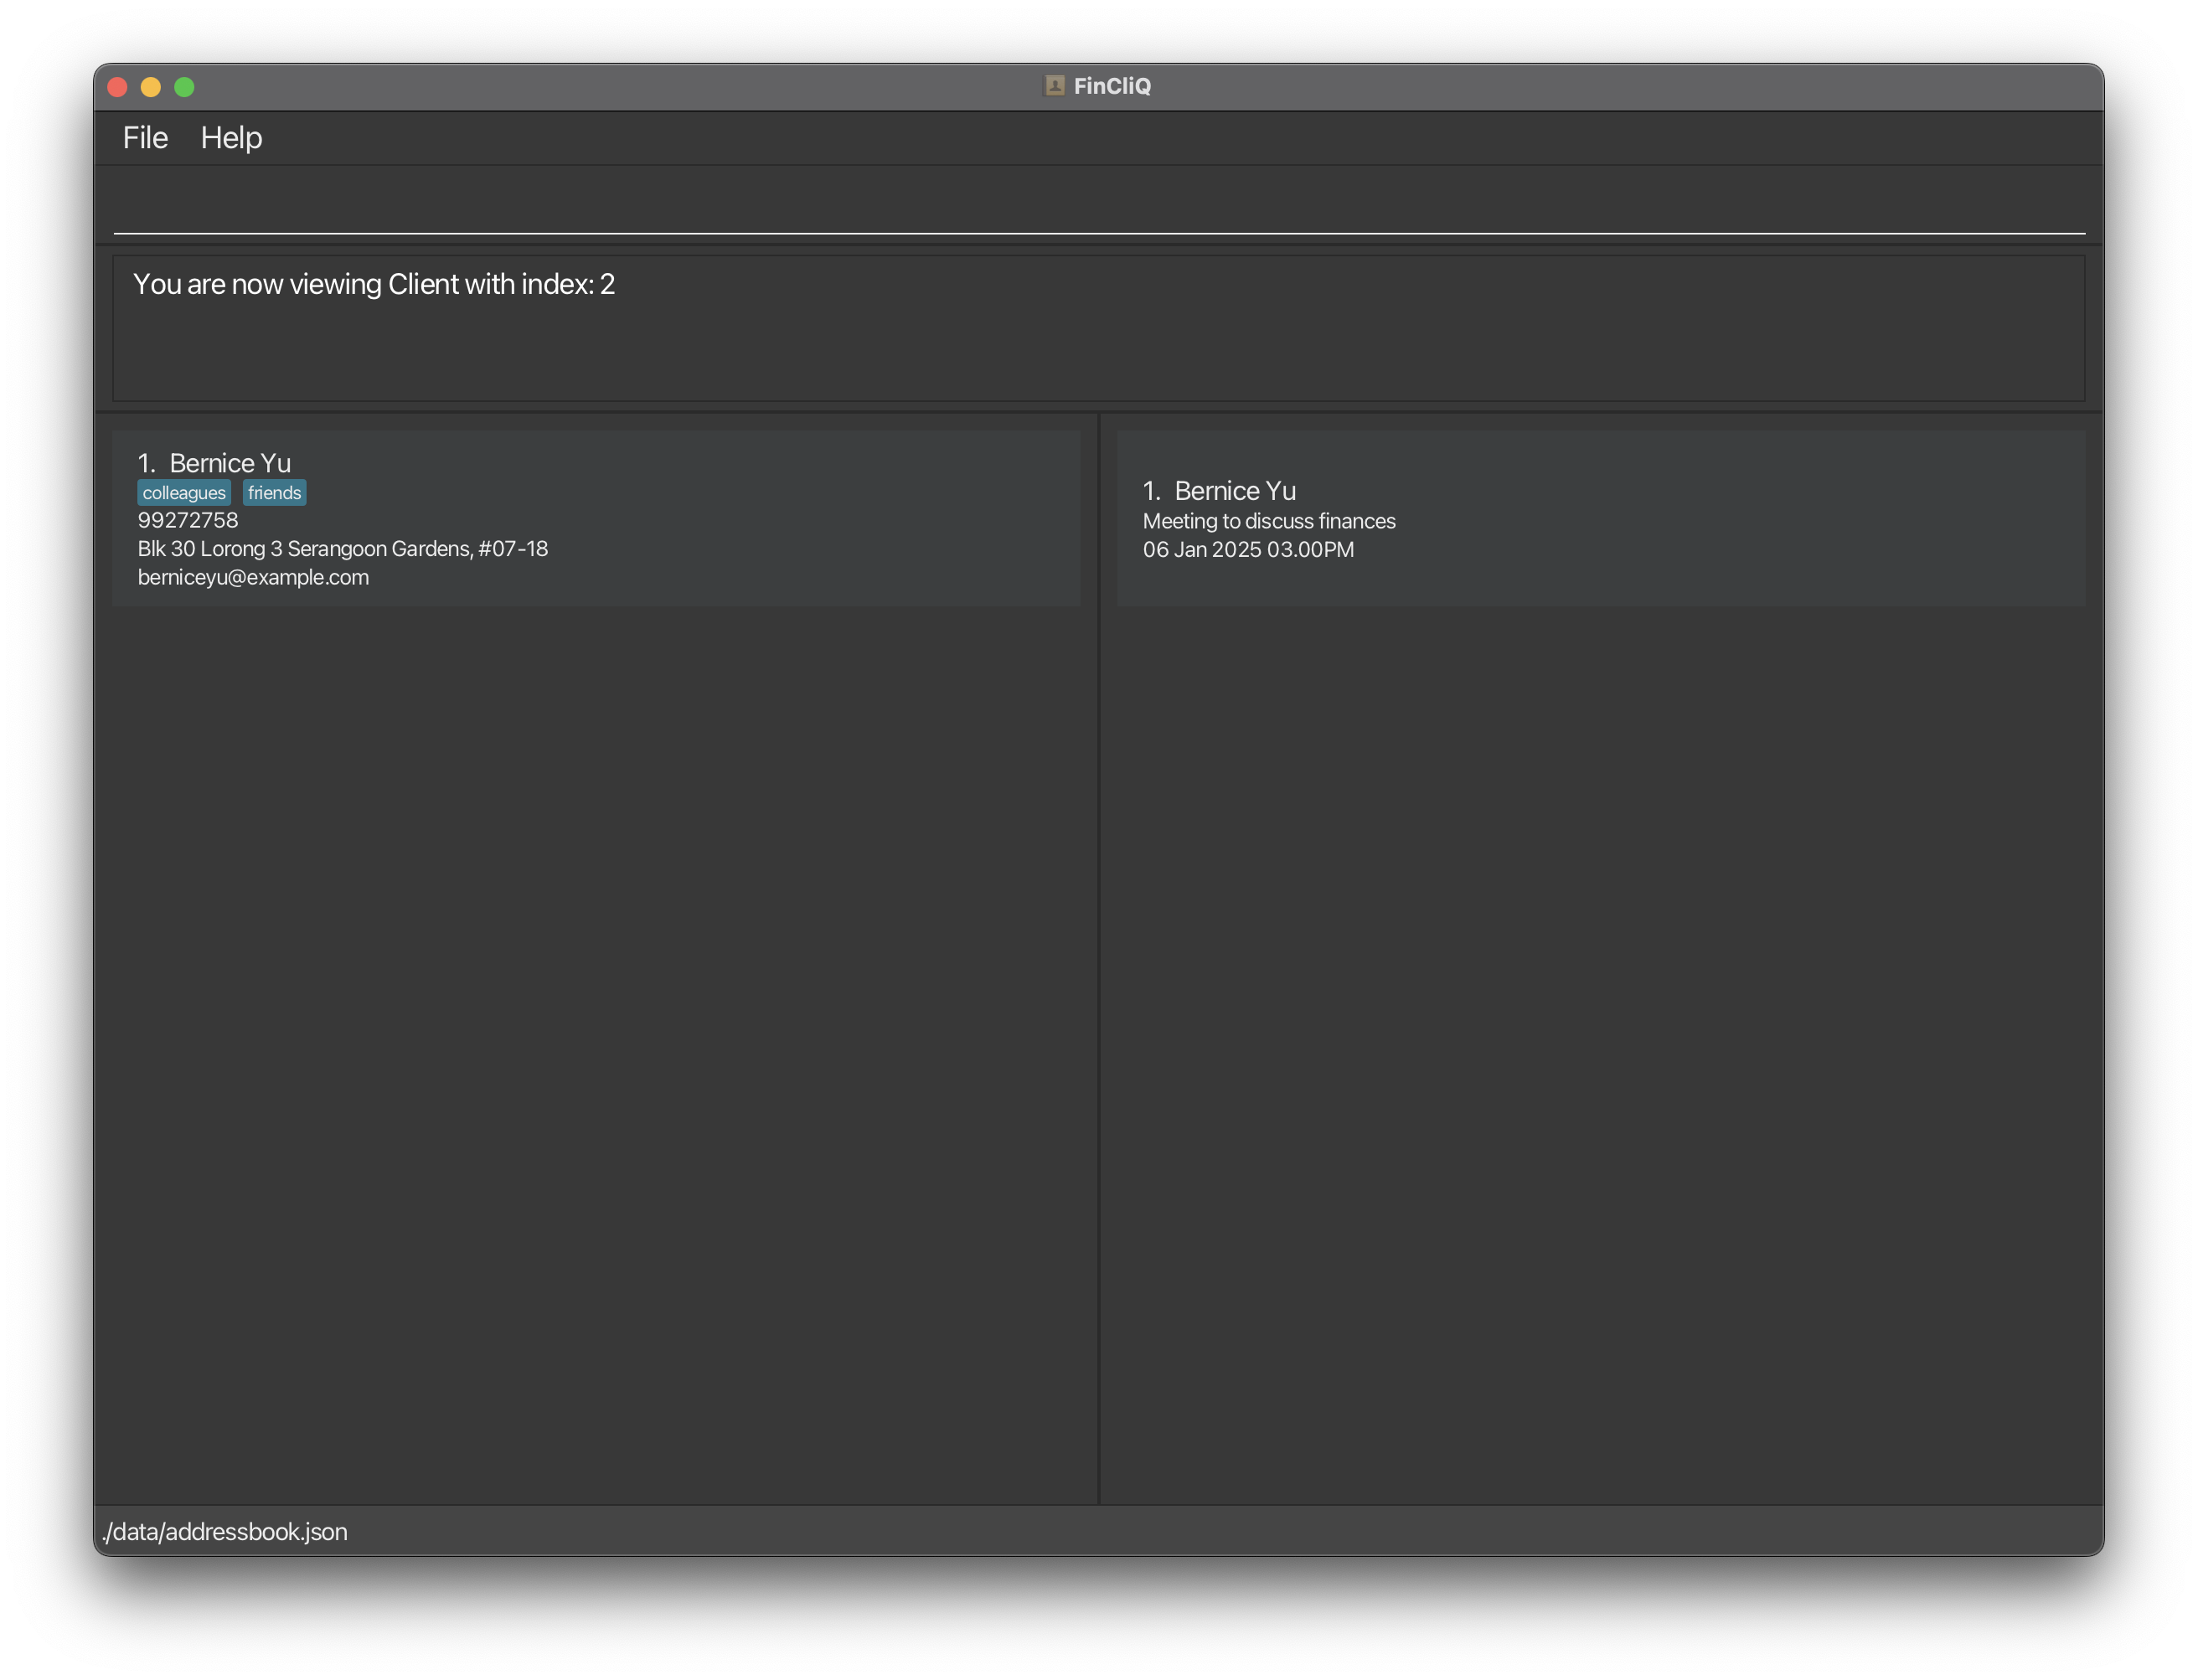 FinCliQ
File Help
You are now viewing Client with index: 2
1. Bernice Yu
colleagues friends
99272758
Blk 30 Lorong 3 Serangoon Gardens, #07-18
berniceyu@example.com
1. Bernice Yu
Meeting to discuss finances
06 Jan 2025 03.00PM
./data/addressbook.json